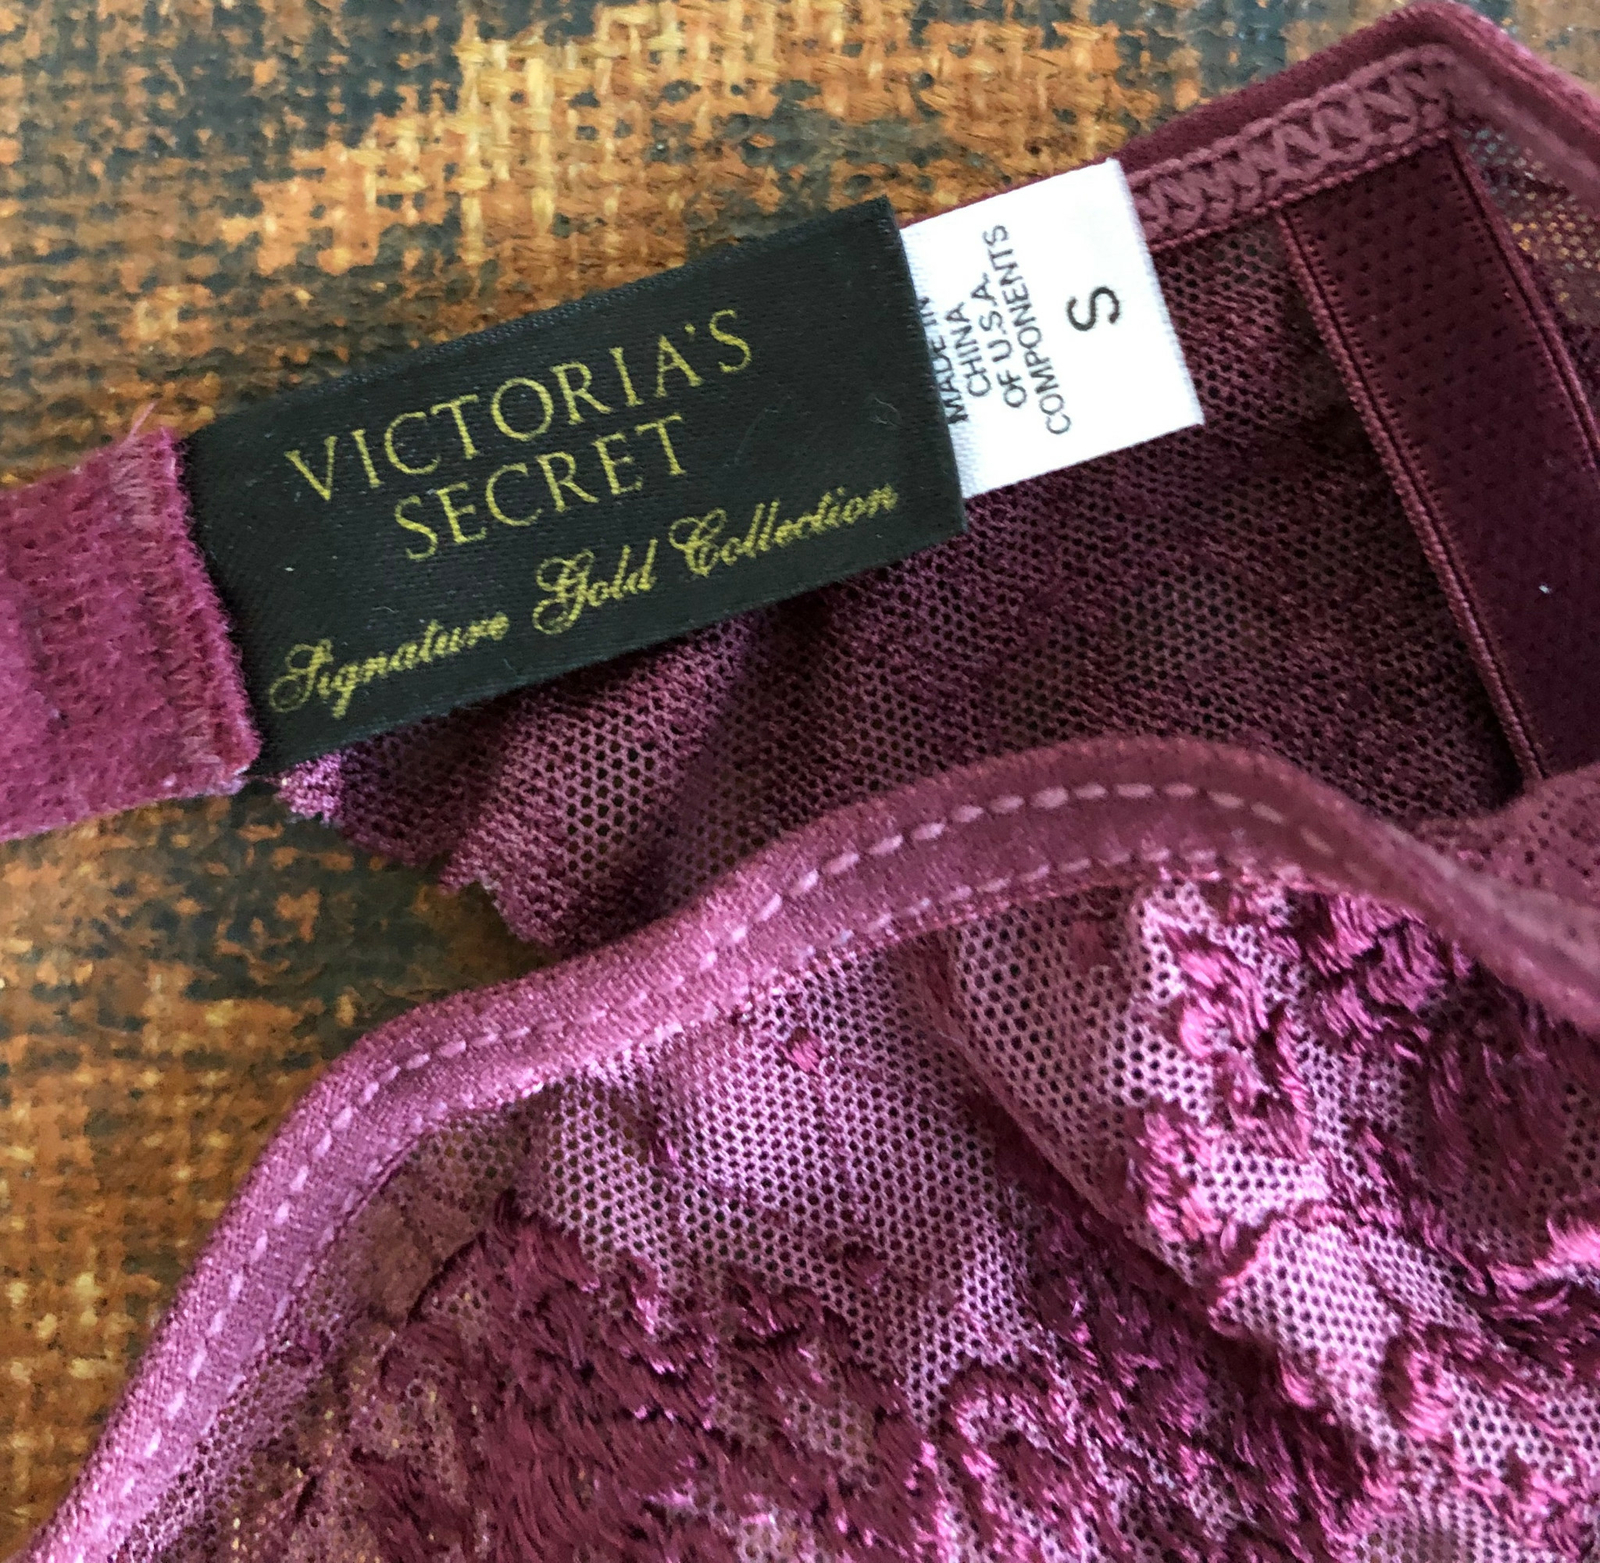 VICTORIA'S
SECRET
Signature Gold Collection
MADE IN
CHINA
OF U.S.A.
COMPONENTS
S